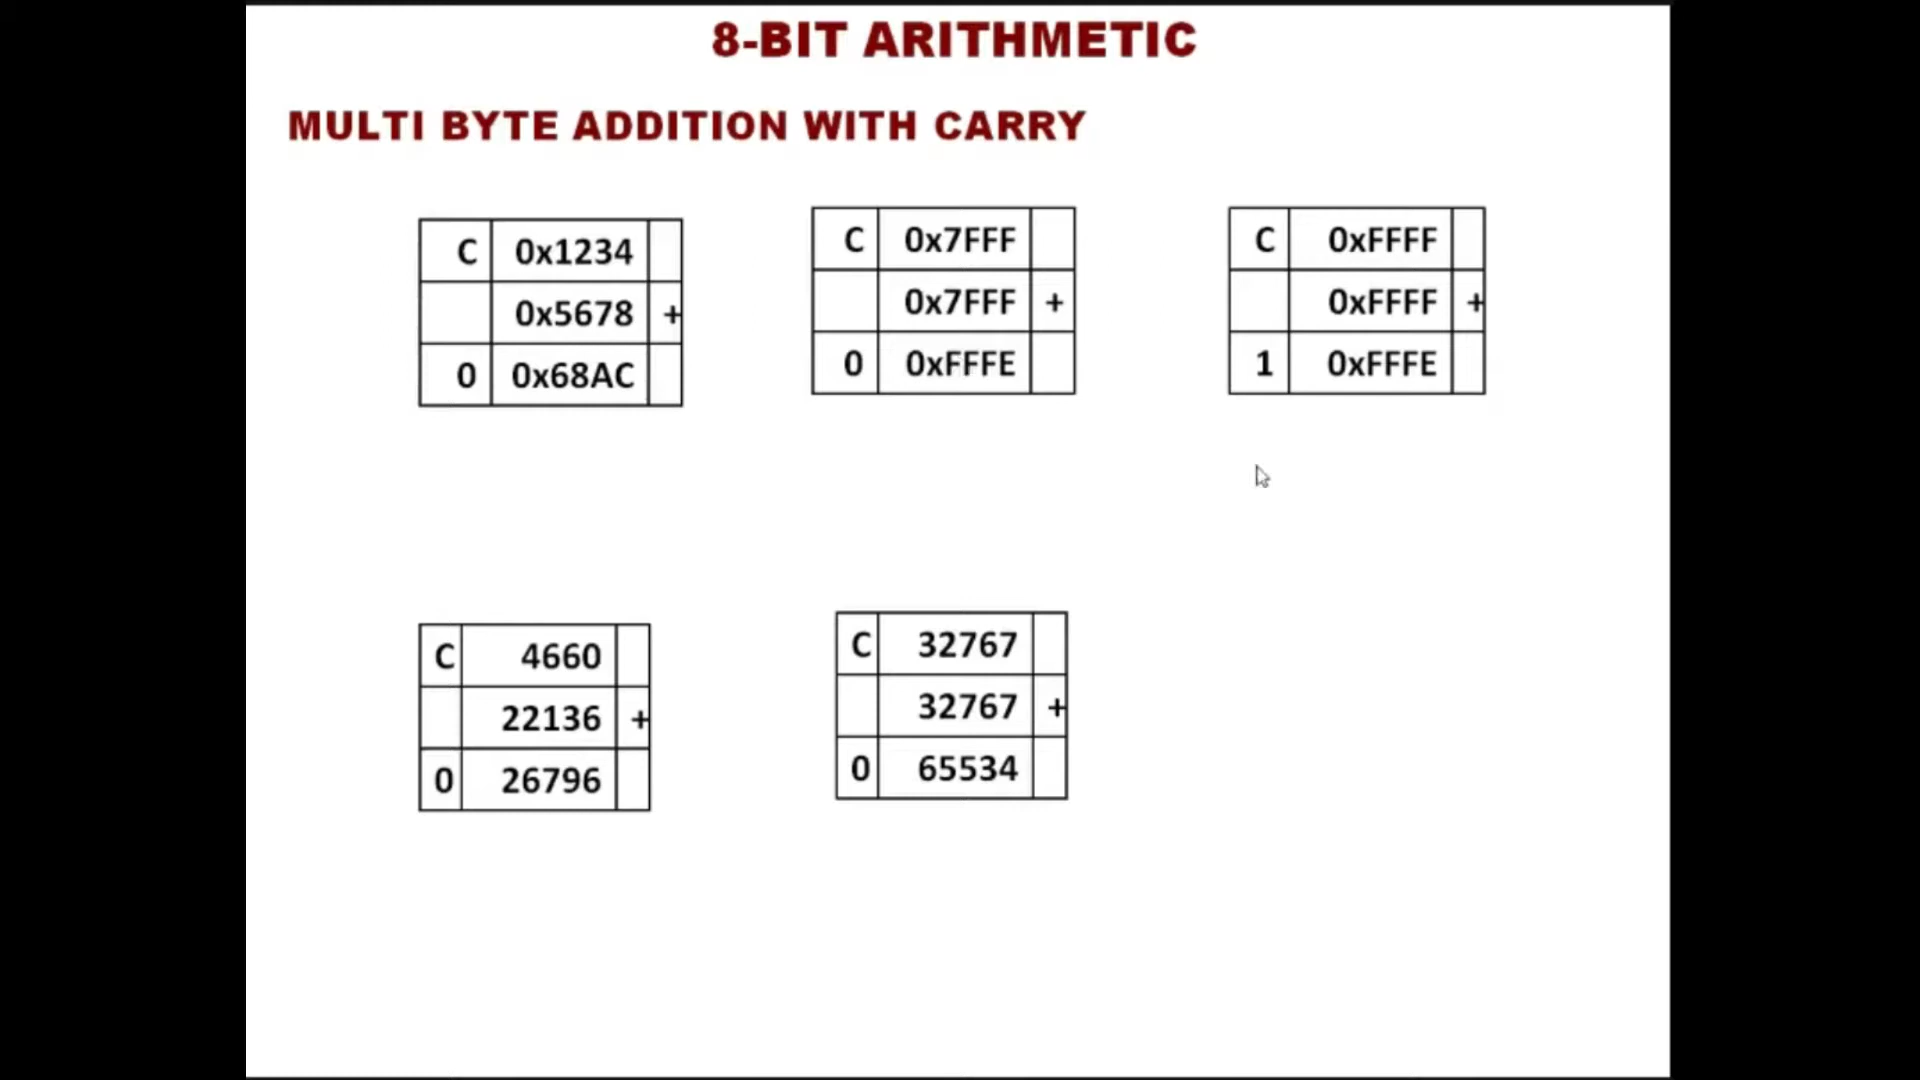 8-BIT ARITHMETIC
MULTI BYTE ADDITION WITH CARRY
C 0x1234
0x5678 +
0 0x68AC
C 0x7FFF
0x7FFF +
0 0xFFFE
C 0xFFFF
0xFFFF +
1 0xFFFE
C 4660
22136 +
0 26796
C 32767
32767 +
0 65534